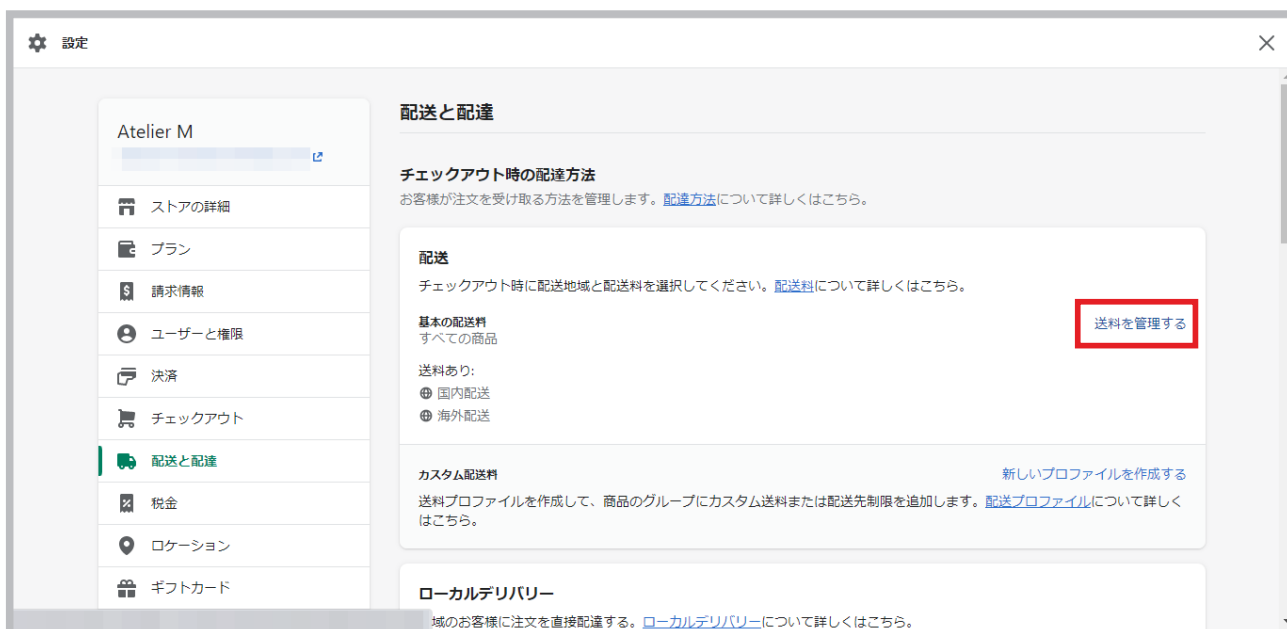 設定
Atelier M
ストアの詳細
プラン
請求情報
ユーザーと権限
決済
チェックアウト
配送と配達
税金
ロケーション
ギフトカード
配送と配達
チェックアウト時の配達方法
お客様が注文を受け取る方法を管理します。配達方法について詳しくはこちら。
配送
チェックアウト時に配送地域と配送料を選択してください。配送料について詳しくはこちら。
基本の配送料
すべての商品
送料を管理する
送料あり:
国内配送
海外配送
カスタム配送料
新しいプロファイルを作成する
送料プロファイルを作成して、商品のグループにカスタム送料または配送先制限を追加します。配送プロファイルについて詳しく
はこちら。
ローカルデリバリー
域のお客様に注文を直接配達する。ローカルデリバリーについて詳しくはこちら。